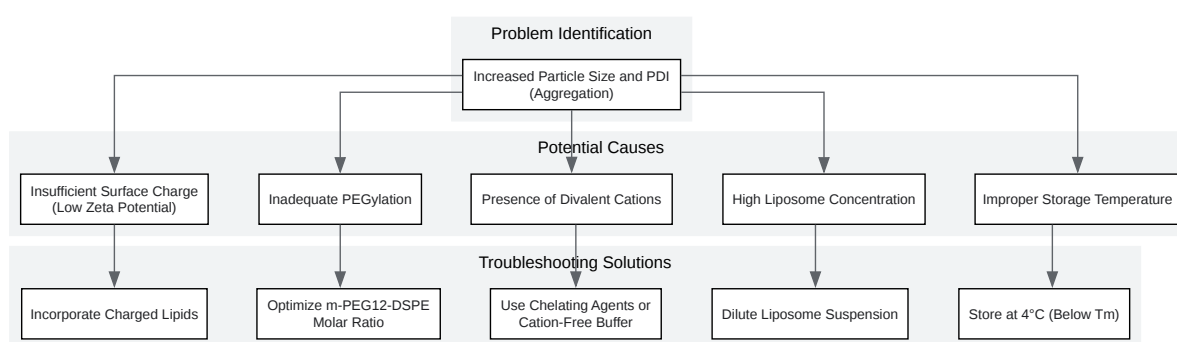 Problem Identification
Increased Particle Size and PDI
(Aggregation)
Potential Causes
Insufficient Surface Charge
(Low Zeta Potential)
Inadequate PEGylation
Presence of Divalent Cations
High Liposome Concentration
Improper Storage Temperature
Troubleshooting Solutions
Incorporate Charged Lipids
Optimize m-PEG12-DSPE
Molar Ratio
Use Chelating Agents or
Cation-Free Buffer
Dilute Liposome Suspension
Store at 4°C (Below Tm)